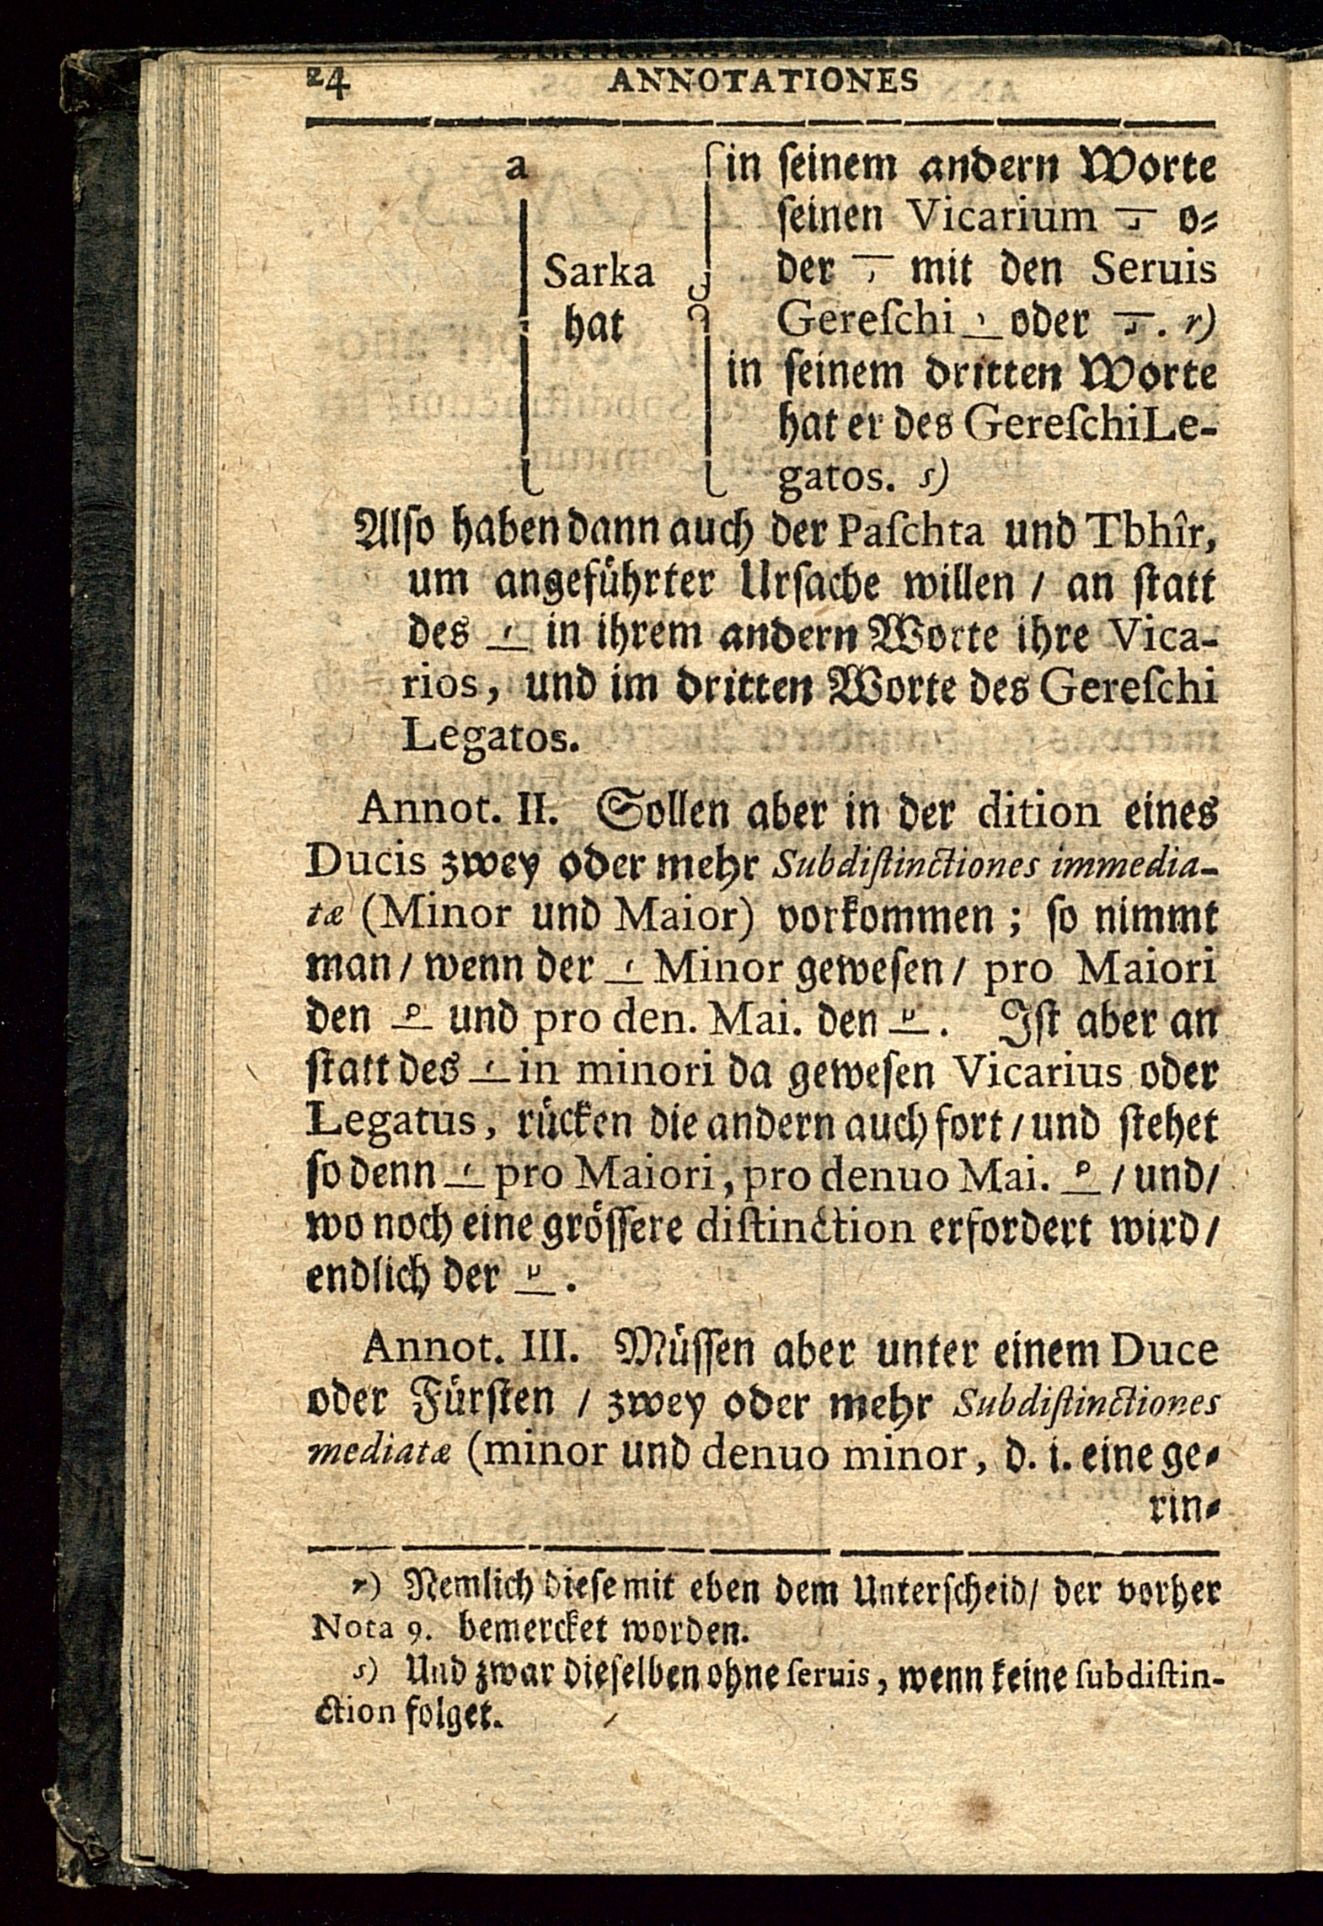 24 ANNOTATIONES
a
Sarka
hat
in ſeinem andern Worte
ſeinen Vicarium o⸗
der mit den Seruis
Gereſchi oder . r)
in ſeinem dritten Worte
hat er des Gereſchi Le-
gatos. s)
Alſo haben dann auch der Paſchta und Tbhîr,
um angeführter Urſache willen / an ſtatt
des in ihrem andern Worte ihre Vica-
rios, und im dritten Worte des Gereſchi
Legatos.
Annot. II. Sollen aber in der dition eines
Ducis zwey oder mehr Subdiſtinctiones immedia-
tæ (Minor und Maior) vorkommen; ſo nimmt
man / wenn der Minor geweſen / pro Maiori
den und pro den. Mai. den . Iſt aber an
ſtatt des in minori da geweſen Vicarius oder
Legatus, rücken die andern auch fort / und ſtehet
ſo denn pro Maiori, pro denuo Mai. / und /
wo noch eine gröſſere diſtinction erfordert wird /
endlich der .
Annot. III. Müſſen aber unter einem Duce
oder Fürſten / zwey oder mehr Subdiſtinctiones
mediatæ (minor und denuo minor, d. i. eine ge⸗
rin⸗
r) Nemlich dieſe mit eben dem Unterſcheid / der vorher
Nota 9. bemercket worden.
s) Und zwar dieſelben ohne ſeruis, wenn keine ſubdiſtin-
ction folget.